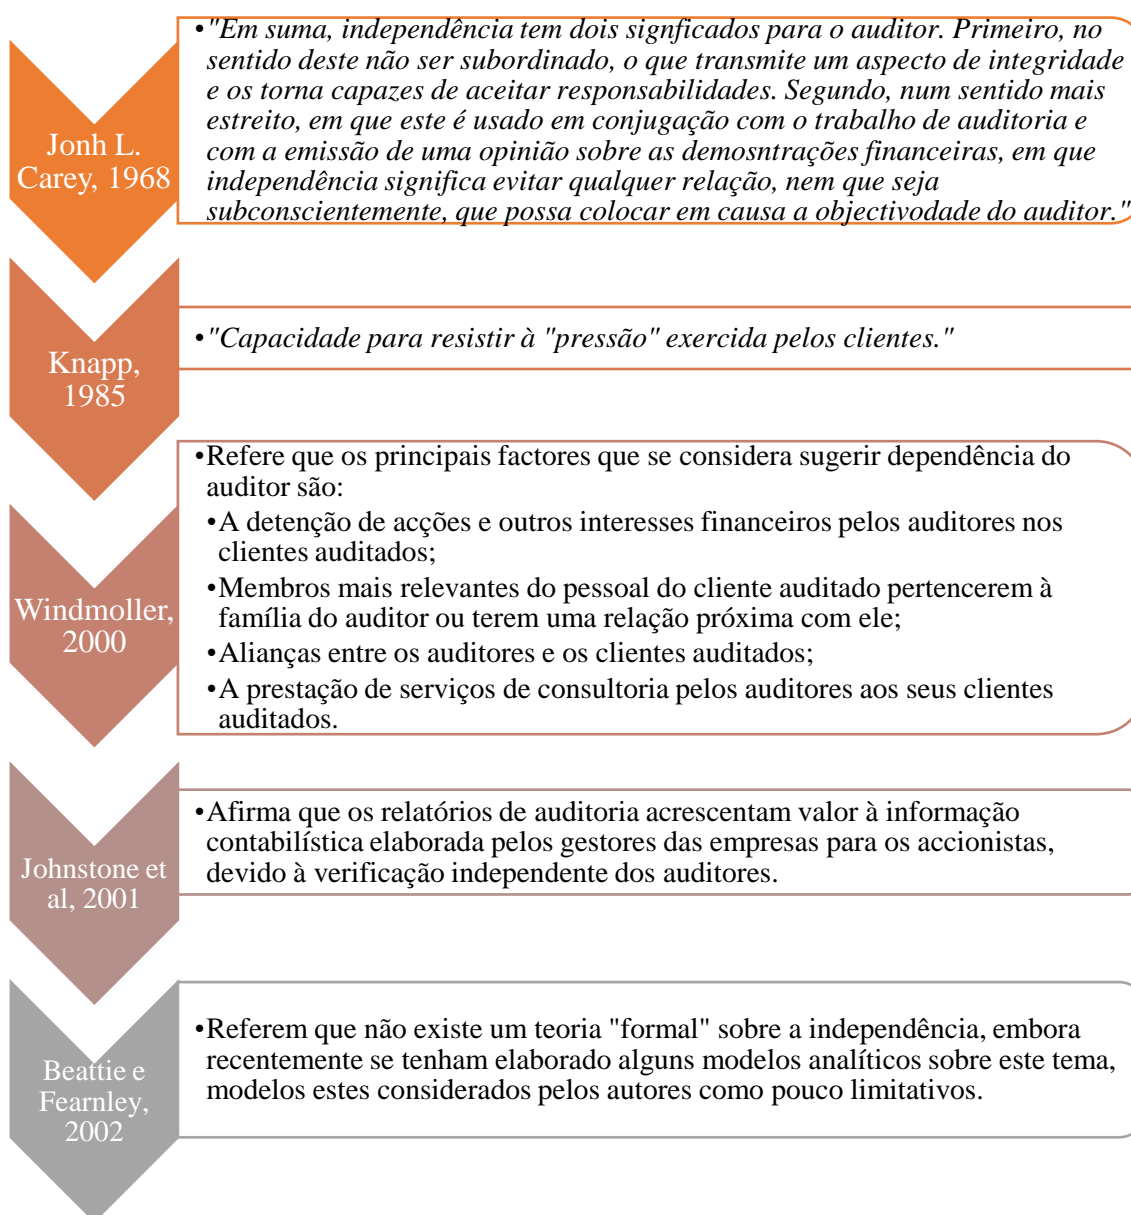 Jonh L.
Carey, 1968
•"Em suma, independência tem dois signficados para o auditor. Primeiro, no
sentido deste não ser subordinado, o que transmite um aspecto de integridade
e os torna capazes de aceitar responsabilidades. Segundo, num sentido mais
estreito, em que este é usado em conjugação com o trabalho de auditoria e
com a emissão de uma opinião sobre as demosntrações financeiras, em que
independência significa evitar qualquer relação, nem que seja
subconscientemente, que possa colocar em causa a objectivodade do auditor."
Knapp,
1985
•"Capacidade para resistir à "pressão" exercida pelos clientes."
Windmoller,
2000
•Refere que os principais factores que se considera sugerir dependência do
auditor são:
•A detenção de acções e outros interesses financeiros pelos auditores nos
clientes auditados;
•Membros mais relevantes do pessoal do cliente auditado pertencerem à
família do auditor ou terem uma relação próxima com ele;
•Alianças entre os auditores e os clientes auditados;
•A prestação de serviços de consultoria pelos auditores aos seus clientes
auditados.
Johnstone et
al, 2001
•Afirma que os relatórios de auditoria acrescentam valor à informação
contabilística elaborada pelos gestores das empresas para os accionistas,
devido à verificação independente dos auditores.
Beattie e
Fearnley,
2002
•Referem que não existe um teoria "formal" sobre a independência, embora
recentemente se tenham elaborado alguns modelos analíticos sobre este tema,
modelos estes considerados pelos autores como pouco limitativos.